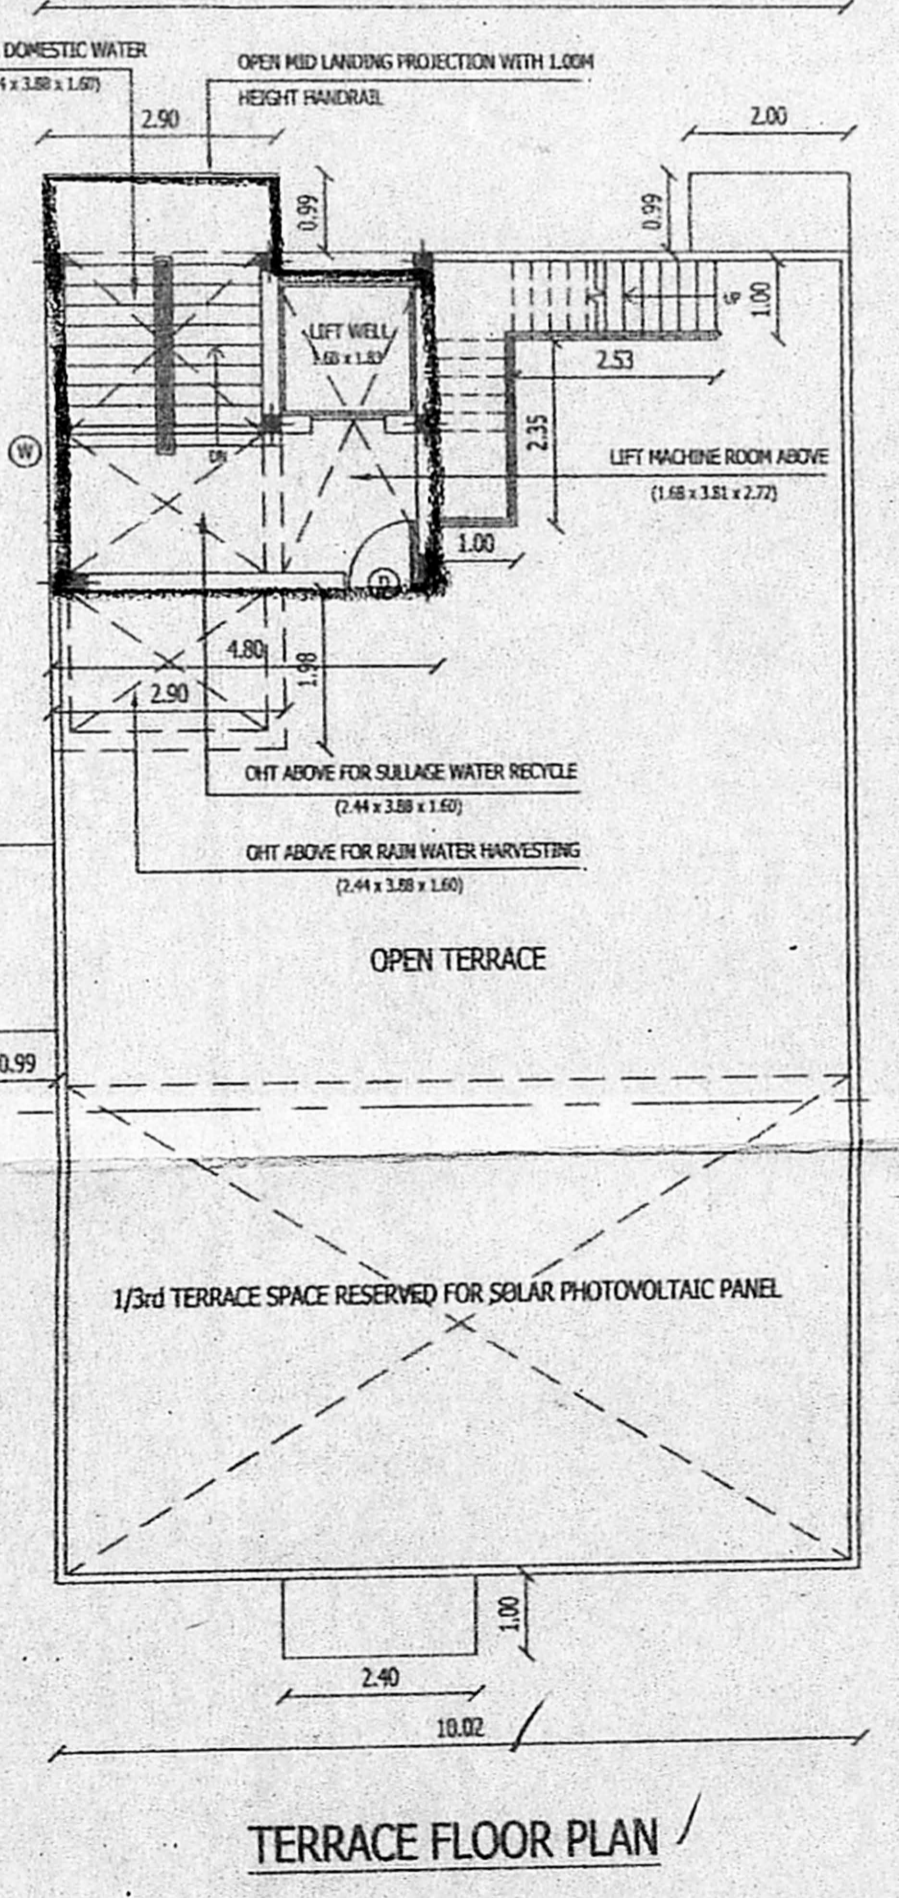 DOMESTIC WATER
x 3.88 x 1.60)
OPEN MID LANDING PROJECTION WITH 1.00M
HEIGHT HANDRAIL
2.90
2.00
0.99
0.99
LIFT WELL
1.68 x 1.83
UP
1.00
2.53
2.35
W
DN
LIFT MACHINE ROOM ABOVE
(1.68 x 3.81 x 2.72)
1.00
D
4.80
1.98
2.90
OHT ABOVE FOR SULLAGE WATER RECYCLE
(2.44 x 3.88 x 1.60)
OHT ABOVE FOR RAIN WATER HARVESTING
(2.44 x 3.88 x 1.60)
OPEN TERRACE
0.99
1/3rd TERRACE SPACE RESERVED FOR SOLAR PHOTOVOLTAIC PANEL
1.00
2.40
10.02
TERRACE FLOOR PLAN